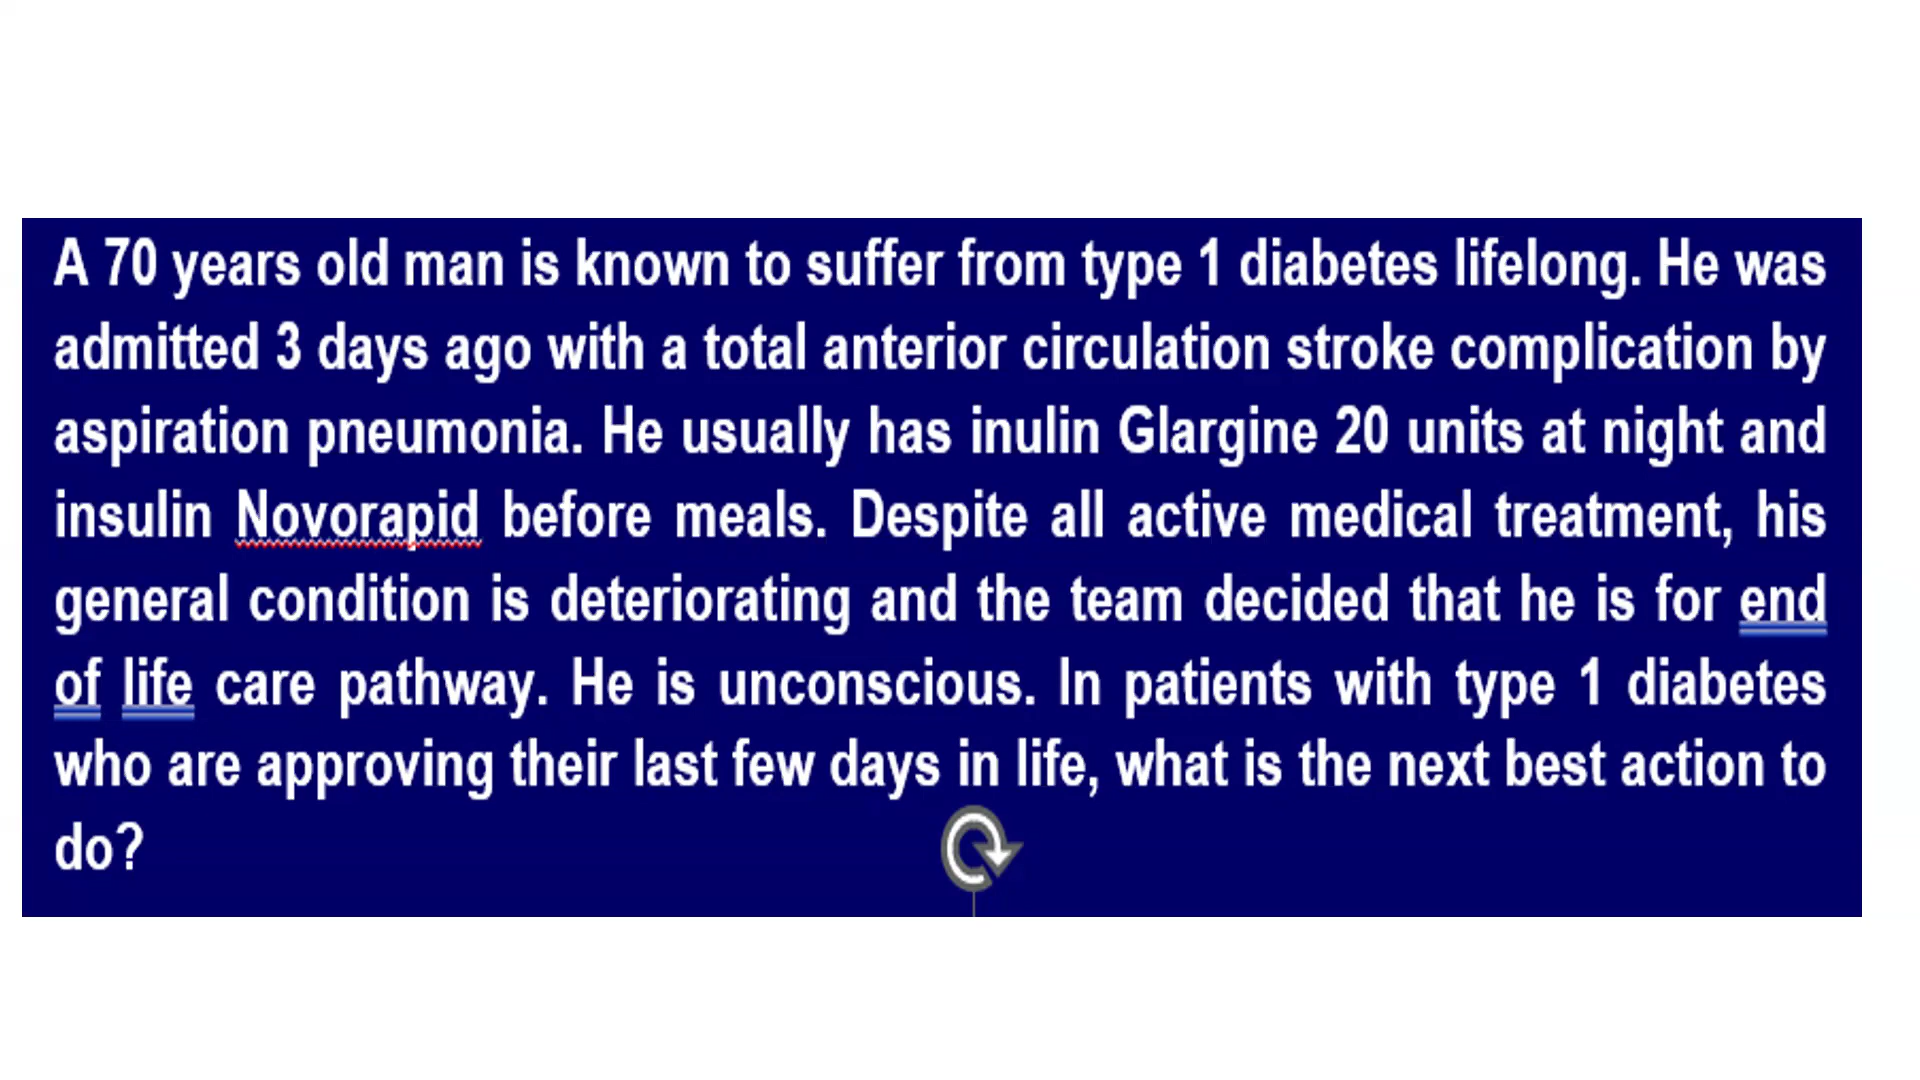 A 70 years old man is known to suffer from type 1 diabetes lifelong. He was
admitted 3 days ago with a total anterior circulation stroke complication by
aspiration pneumonia. He usually has inulin Glargine 20 units at night and
insulin Novorapid before meals. Despite all active medical treatment, his
general condition is deteriorating and the team decided that he is for end
of life care pathway. He is unconscious. In patients with type 1 diabetes
who are approving their last few days in life, what is the next best action to
do?